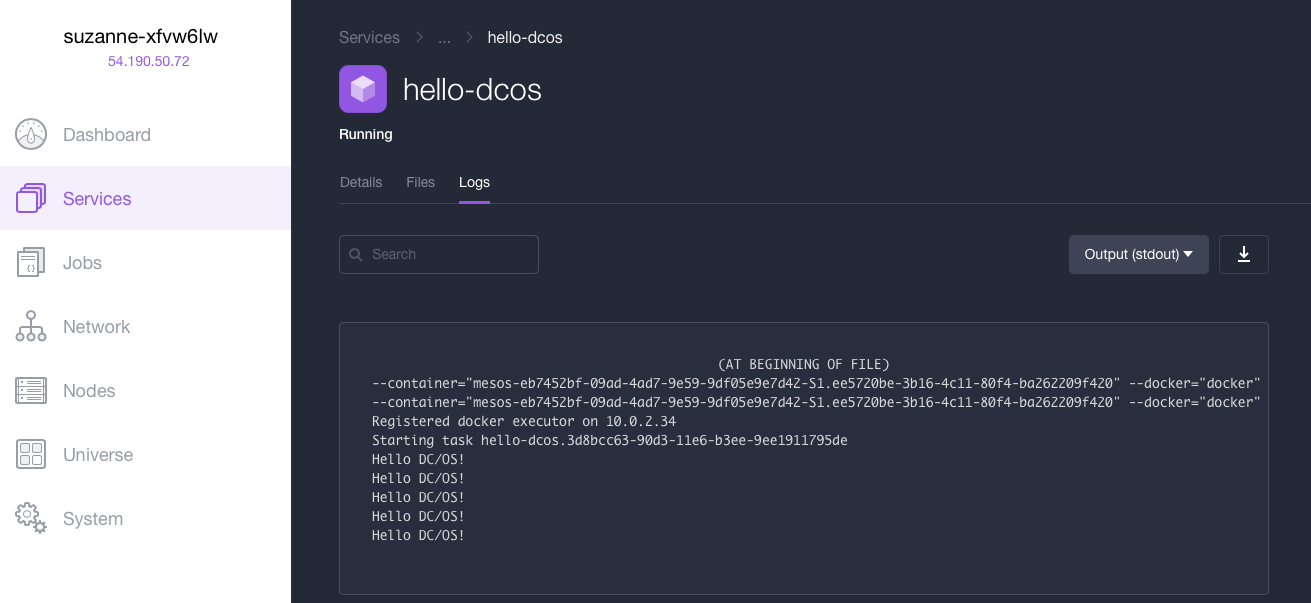 suzanne-xfvw6lw
54.190.50.72
Dashboard
Services
Jobs
Network
Nodes
Universe
System
Services > ... > hello-dcos
hello-dcos
Running
Details Files Logs
Search
Output (stdout)
(AT BEGINNING OF FILE)
--container="mesos-eb7452bf-09ad-4ad7-9e59-9df05e9e7d42-S1.ee5720be-3b16-4c11-80f4-ba262209f420" --docker="docker"
--container="mesos-eb7452bf-09ad-4ad7-9e59-9df05e9e7d42-S1.ee5720be-3b16-4c11-80f4-ba262209f420" --docker="docker"
Registered docker executor on 10.0.2.34
Starting task hello-dcos.3d8bcc63-90d3-11e6-b3ee-9ee1911795de
Hello DC/OS!
Hello DC/OS!
Hello DC/OS!
Hello DC/OS!
Hello DC/OS!